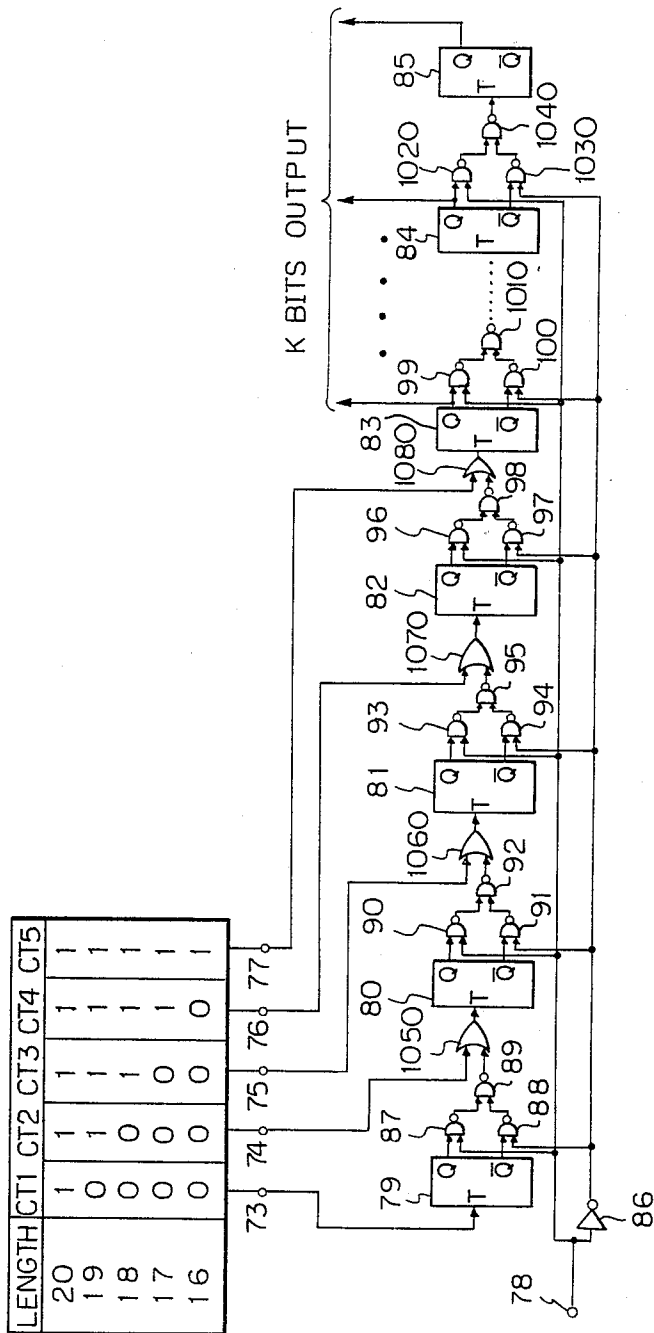 LENGTH CT1 CT2 CT3 CT4 CT5
20 1 1 1 1 1
19 0 1 1 1 1
18 0 0 1 1 1
17 0 0 0 1 1
16 0 0 0 0 1
73 74 75 76 77
K BITS OUTPUT
78
86
79 T Q Q̅
87
88
89
1050
80 T Q Q̅
90
91
92
1060
81 T Q Q̅
93
94
95
1070
82 T Q Q̅
96
97
98
1080
83 T Q Q̅
99
100
1010
84 T Q Q̅
1020
1030
1040
85 T Q Q̅